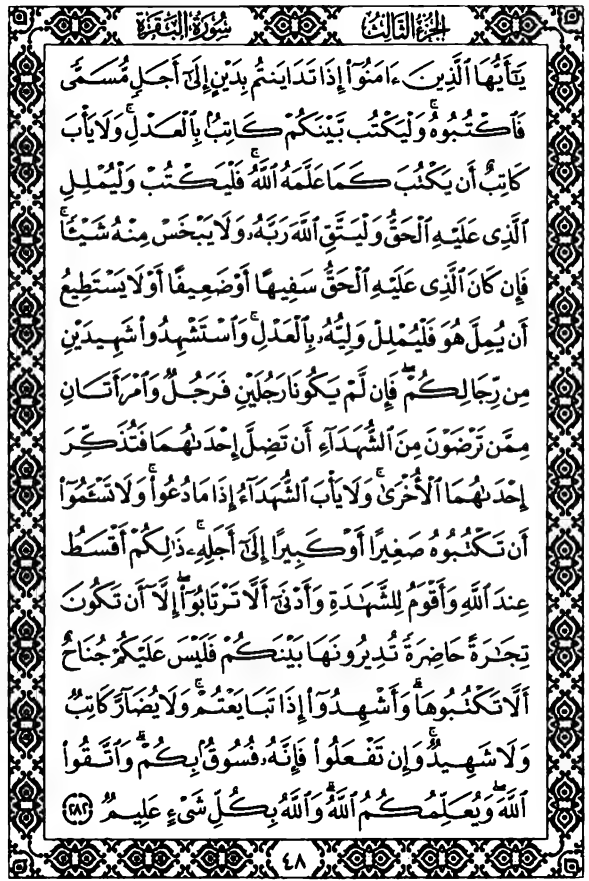 الجزء الثالث
سورة البقرة
يَٰٓأَيُّهَا ٱلَّذِينَ ءَامَنُوٓا۟ إِذَا تَدَايَنتُم بِدَيْنٍ إِلَىٰٓ أَجَلٍ مُّسَمًّى
فَٱكْتُبُوهُ ۚ وَلْيَكْتُب بَّيْنَكُمْ كَاتِبٌۢ بِٱلْعَدْلِ ۚ وَلَا يَأْبَ
كَاتِبٌ أَن يَكْتُبَ كَمَا عَلَّمَهُ ٱللَّهُ ۚ فَلْيَكْتُبْ وَلْيُمْلِلِ
ٱلَّذِى عَلَيْهِ ٱلْحَقُّ وَلْيَتَّقِ ٱللَّهَ رَبَّهُۥ وَلَا يَبْخَسْ مِنْهُ شَيْـًٔا ۚ
فَإِن كَانَ ٱلَّذِى عَلَيْهِ ٱلْحَقُّ سَفِيهًا أَوْ ضَعِيفًا أَوْ لَا يَسْتَطِيعُ
أَن يُمِلَّ هُوَ فَلْيُمْلِلْ وَلِيُّهُۥ بِٱلْعَدْلِ ۚ وَٱسْتَشْهِدُوا۟ شَهِيدَيْنِ
مِن رِّجَالِكُمْ ۖ فَإِن لَّمْ يَكُونَا رَجُلَيْنِ فَرَجُلٌ وَٱمْرَأَتَانِ
مِمَّن تَرْضَوْنَ مِنَ ٱلشُّهَدَآءِ أَن تَضِلَّ إِحْدَىٰهُمَا فَتُذَكِّرَ
إِحْدَىٰهُمَا ٱلْأُخْرَىٰ ۚ وَلَا يَأْبَ ٱلشُّهَدَآءُ إِذَا مَا دُعُوا۟ ۚ وَلَا تَسْـَٔمُوٓا۟
أَن تَكْتُبُوهُ صَغِيرًا أَوْ كَبِيرًا إِلَىٰٓ أَجَلِهِۦ ۚ ذَٰلِكُمْ أَقْسَطُ
عِندَ ٱللَّهِ وَأَقْوَمُ لِلشَّهَٰدَةِ وَأَدْنَىٰٓ أَلَّا تَرْتَابُوٓا۟ ۖ إِلَّآ أَن تَكُونَ
تِجَٰرَةً حَاضِرَةً تُدِيرُونَهَا بَيْنَكُمْ فَلَيْسَ عَلَيْكُمْ جُنَاحٌ
أَلَّا تَكْتُبُوهَا ۗ وَأَشْهِدُوٓا۟ إِذَا تَبَايَعْتُمْ ۚ وَلَا يُضَآرَّ كَاتِبٌ
وَلَا شَهِيدٌ ۚ وَإِن تَفْعَلُوا۟ فَإِنَّهُۥ فُسُوقٌۢ بِكُمْ ۗ وَٱتَّقُوا۟
ٱللَّهَ ۖ وَيُعَلِّمُكُمُ ٱللَّهُ ۗ وَٱللَّهُ بِكُلِّ شَىْءٍ عَلِيمٌ ٢٨٢
٤٨